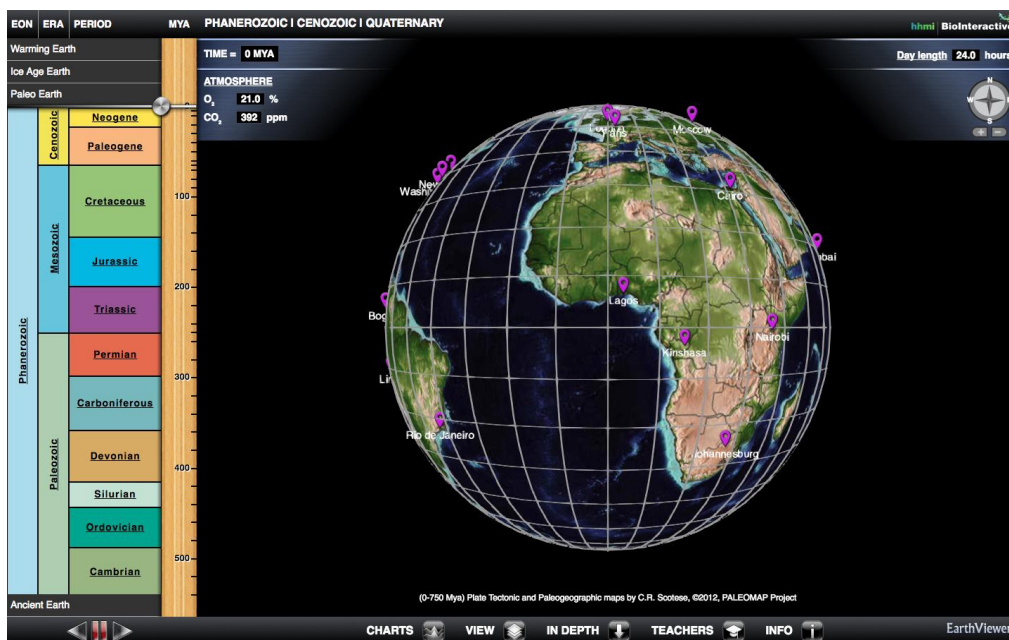 EON ERA PERIOD MYA PHANEROZOIC I CENOZOIC I QUATERNARY
hhmi BioInteractive
Warming Earth
Ice Age Earth
Paleo Earth
TIME = 0 MYA
Day length 24.0 hours
ATMOSPHERE
O2 21.0 %
CO2 392 ppm
N
W
S
Phanerozoic
Cenozoic
Mesozoic
Paleozoic
Neogene
Paleogene
Cretaceous
Jurassic
Triassic
Permian
Carboniferous
Devonian
Silurian
Ordovician
Cambrian
0
100
200
300
400
500
Ancient Earth
Moscow
Cairo
Lagos
Nairobi
Kinshasa
Rio de Janeiro
(0-750 Mya) Plate Tectonic and Paleogeographic maps by C.R. Scotese, ©2012, PALEOMAP Project
CHARTS VIEW IN DEPTH TEACHERS INFO EarthViewer